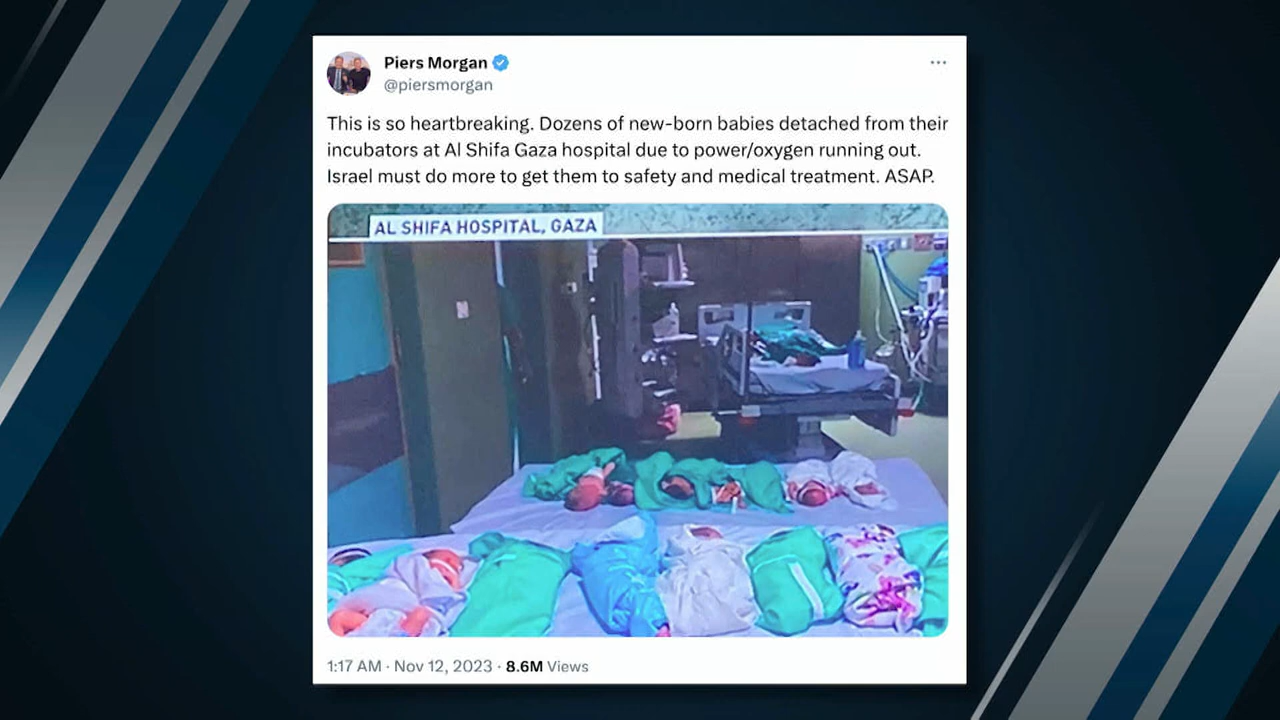 Piers Morgan
@piersmorgan
This is so heartbreaking. Dozens of new-born babies detached from their
incubators at Al Shifa Gaza hospital due to power/oxygen running out.
Israel must do more to get them to safety and medical treatment. ASAP.
AL SHIFA HOSPITAL, GAZA
1:17 AM · Nov 12, 2023 · 8.6M Views